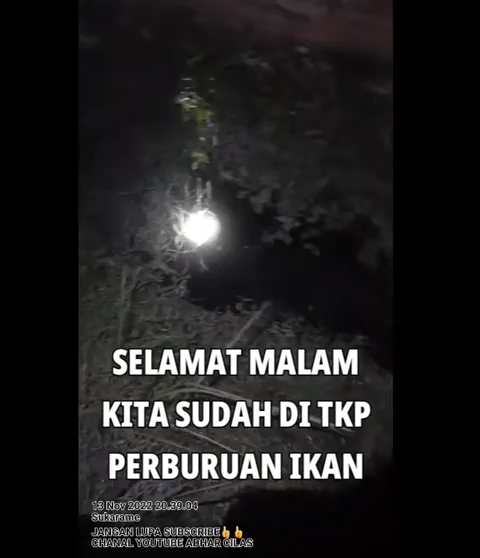 SELAMAT MALAM
KITA SUDAH DI TKP
PERBURUAN IKAN
13 Nov 2022 20.39.04
Sukarame
JANGAN LUPA SUBSCRIBE👆👆
CHANAL YOUTUBE ADHAR CILAS